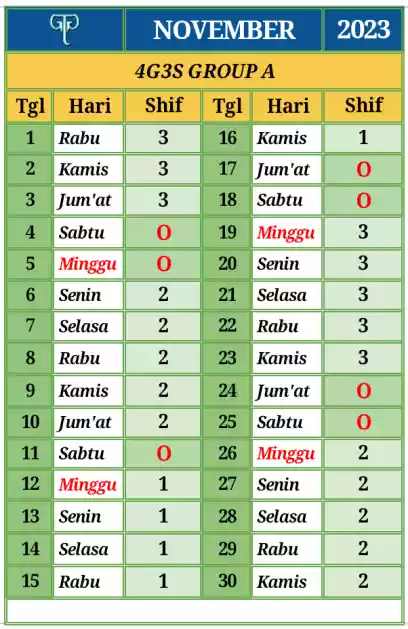 NOVEMBER 2023
4G3S GROUP A
Tgl Hari Shif Tgl Hari Shif
1 Rabu 3 16 Kamis 1
2 Kamis 3 17 Jum'at O
3 Jum'at 3 18 Sabtu O
4 Sabtu O 19 Minggu 3
5 Minggu O 20 Senin 3
6 Senin 2 21 Selasa 3
7 Selasa 2 22 Rabu 3
8 Rabu 2 23 Kamis 3
9 Kamis 2 24 Jum'at O
10 Jum'at 2 25 Sabtu O
11 Sabtu O 26 Minggu 2
12 Minggu 1 27 Senin 2
13 Senin 1 28 Selasa 2
14 Selasa 1 29 Rabu 2
15 Rabu 1 30 Kamis 2